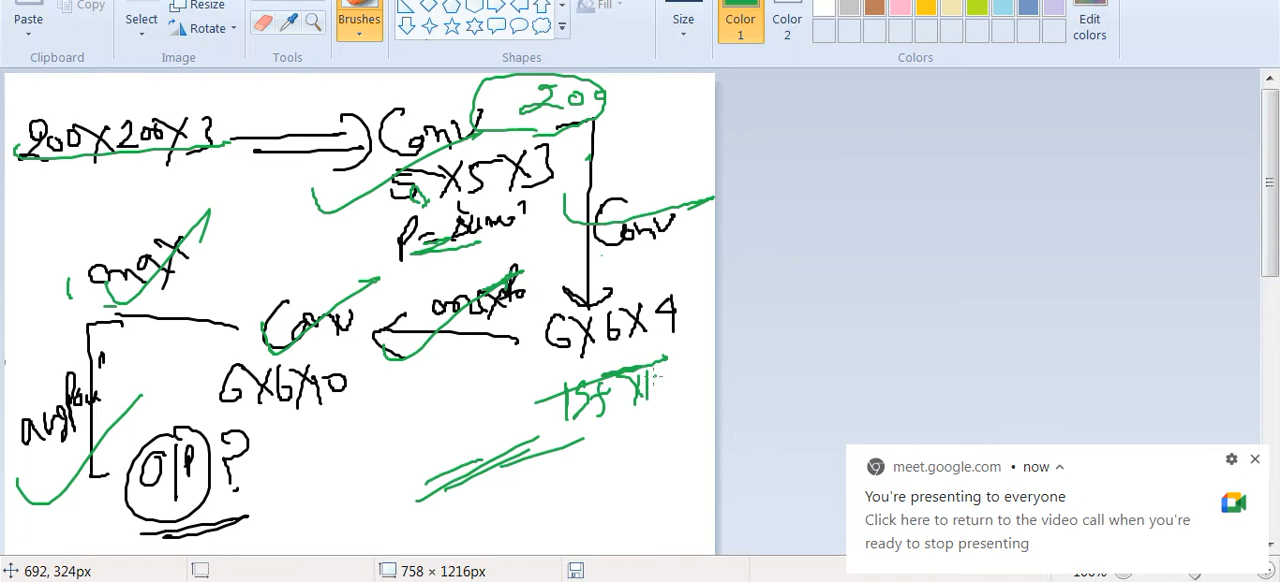 Paste
Copy
Select
Resize
Rotate
Brushes
Fill
Size
Color 1
Color 2
Edit colors
Clipboard
Image
Tools
Shapes
Colors
200X200X3
Conv
200
5X5X3
P=
Conv
max
Conv
6X6X4
6X6X10
O|P ?
meet.google.com • now
You're presenting to everyone
Click here to return to the video call when you're
ready to stop presenting
692, 324px
758 × 1216px
100%